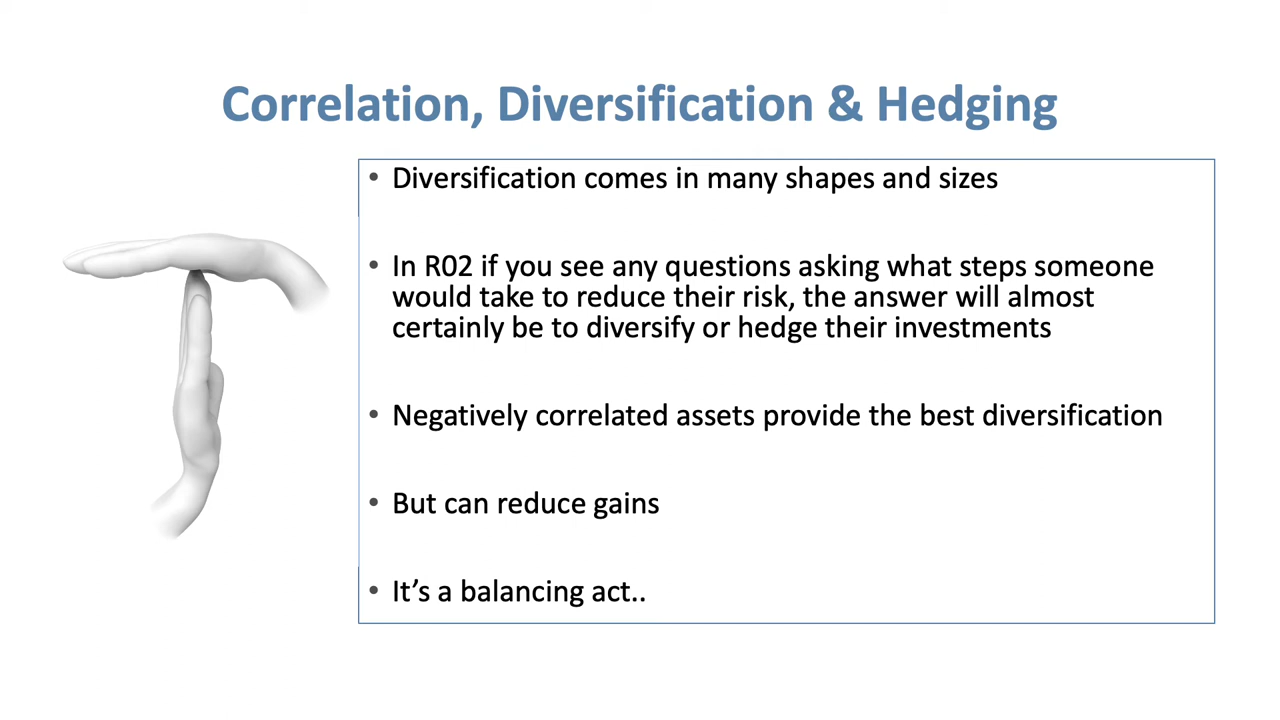 Correlation, Diversification & Hedging
• Diversification comes in many shapes and sizes
• In R02 if you see any questions asking what steps someone
would take to reduce their risk, the answer will almost
certainly be to diversify or hedge their investments
• Negatively correlated assets provide the best diversification
• But can reduce gains
• It’s a balancing act..